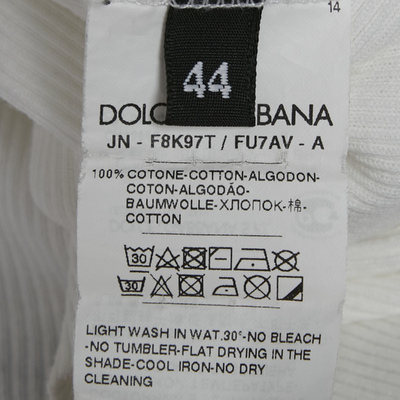 14
44
DOLC BANA
JN - F8K97T / FU7AV - A
100% COTONE-COTTON-ALGODON-
COTON-ALGODÃO-
BAUMWOLLE-ХЛОПОК-棉-
COTTON
30
30
LIGHT WASH IN WAT.30°-NO BLEACH
-NO TUMBLER-FLAT DRYING IN THE
SHADE-COOL IRON-NO DRY
CLEANING